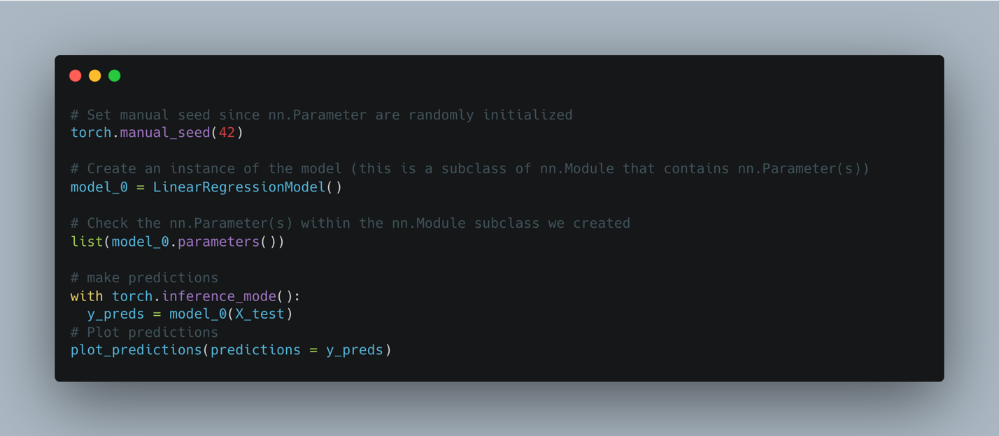 # Set manual seed since nn.Parameter are randomly initialized
torch.manual_seed(42)
# Create an instance of the model (this is a subclass of nn.Module that contains nn.Parameter(s))
model_0 = LinearRegressionModel()
# Check the nn.Parameter(s) within the nn.Module subclass we created
list(model_0.parameters())
# make predictions
with torch.inference_mode():
  y_preds = model_0(X_test)
# Plot predictions
plot_predictions(predictions = y_preds)